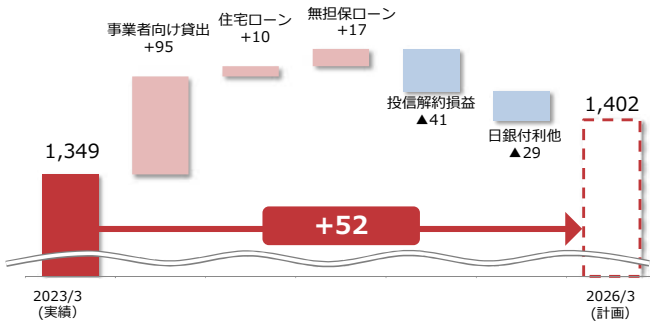 事業者向け貸出
+95
住宅ローン
+10
無担保ローン
+17
投信解約損益
▲41
日銀付利他
▲29
1,349
1,402
+52
2023/3
(実績)
2026/3
(計画)